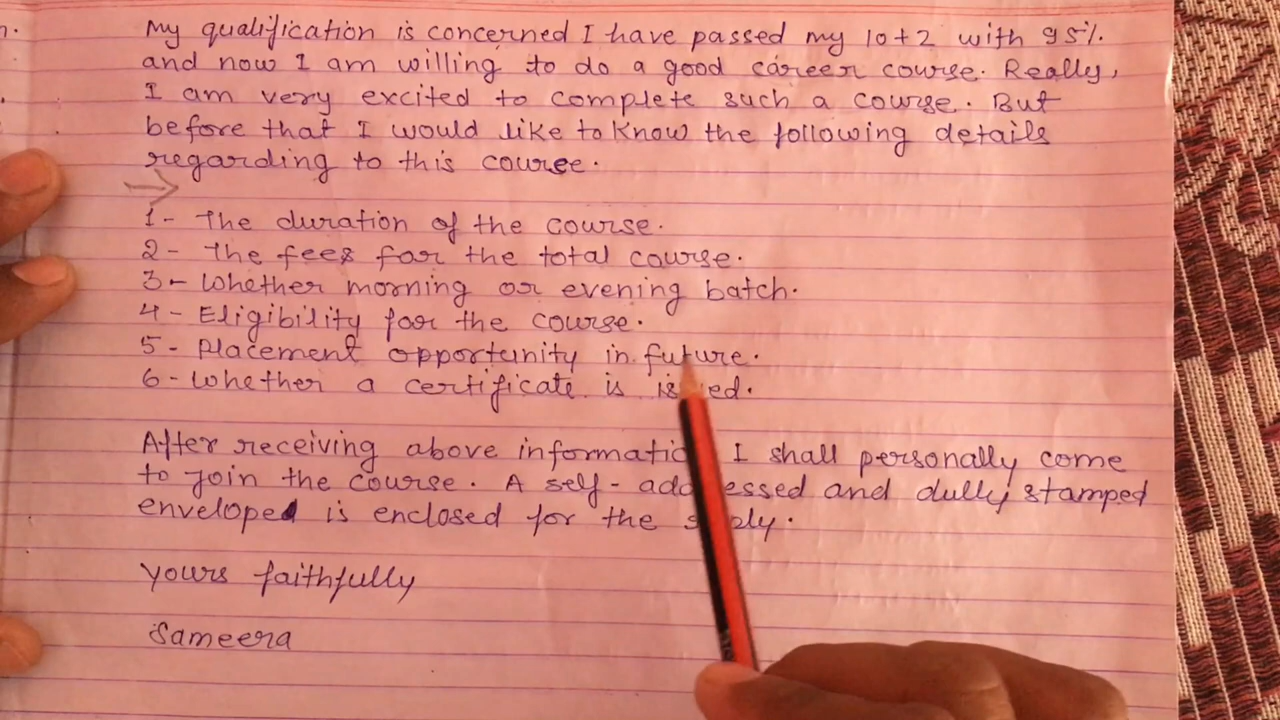 My qualification is concerned I have passed my 10+2 with 95%.
and now I am willing to do a good career course. Really,
I am very excited to complete such a course. But
before that I would like to know the following details
regarding to this course.
1- The duration of the course.
2- The fees for the total course.
3- Whether morning or evening batch.
4- Eligibility for the course.
5- Placement opportunity in future.
6- Whether a certificate is
After receiving above I shall personally come
to join the course. A self- and dully stamped
enveloped is enclosed for the
Yours faithfully
Sameera